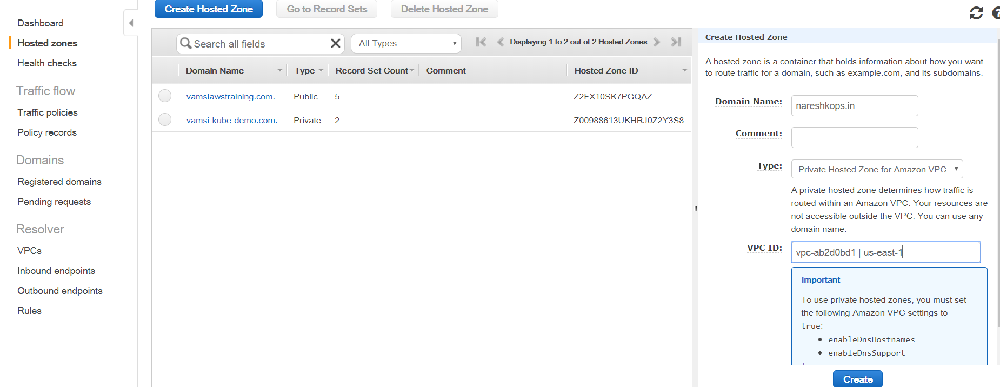 Create Hosted Zone
Go to Record Sets
Delete Hosted Zone
Dashboard
Hosted zones
Health checks
Traffic flow
Traffic policies
Policy records
Domains
Registered domains
Pending requests
Resolver
VPCs
Inbound endpoints
Outbound endpoints
Rules
Search all fields
All Types
Displaying 1 to 2 out of 2 Hosted Zones
Domain Name Type Record Set Count Comment Hosted Zone ID
vamsiawstraining.com. Public 5 Z2FX10SK7PGQAZ
vamsi-kube-demo.com. Private 2 Z00988613UKHRJ0Z2Y3S8
Create Hosted Zone
A hosted zone is a container that holds information about how you want
to route traffic for a domain, such as example.com, and its subdomains.
Domain Name: nareshkops.in
Comment:
Type: Private Hosted Zone for Amazon VPC
A private hosted zone determines how traffic is
routed within an Amazon VPC. Your resources are
not accessible outside the VPC. You can use any
domain name.
VPC ID: vpc-ab2d0bd1 | us-east-1
Important
To use private hosted zones, you must set
the following Amazon VPC settings to
true:
• enableDnsHostnames
• enableDnsSupport
Learn more
Create